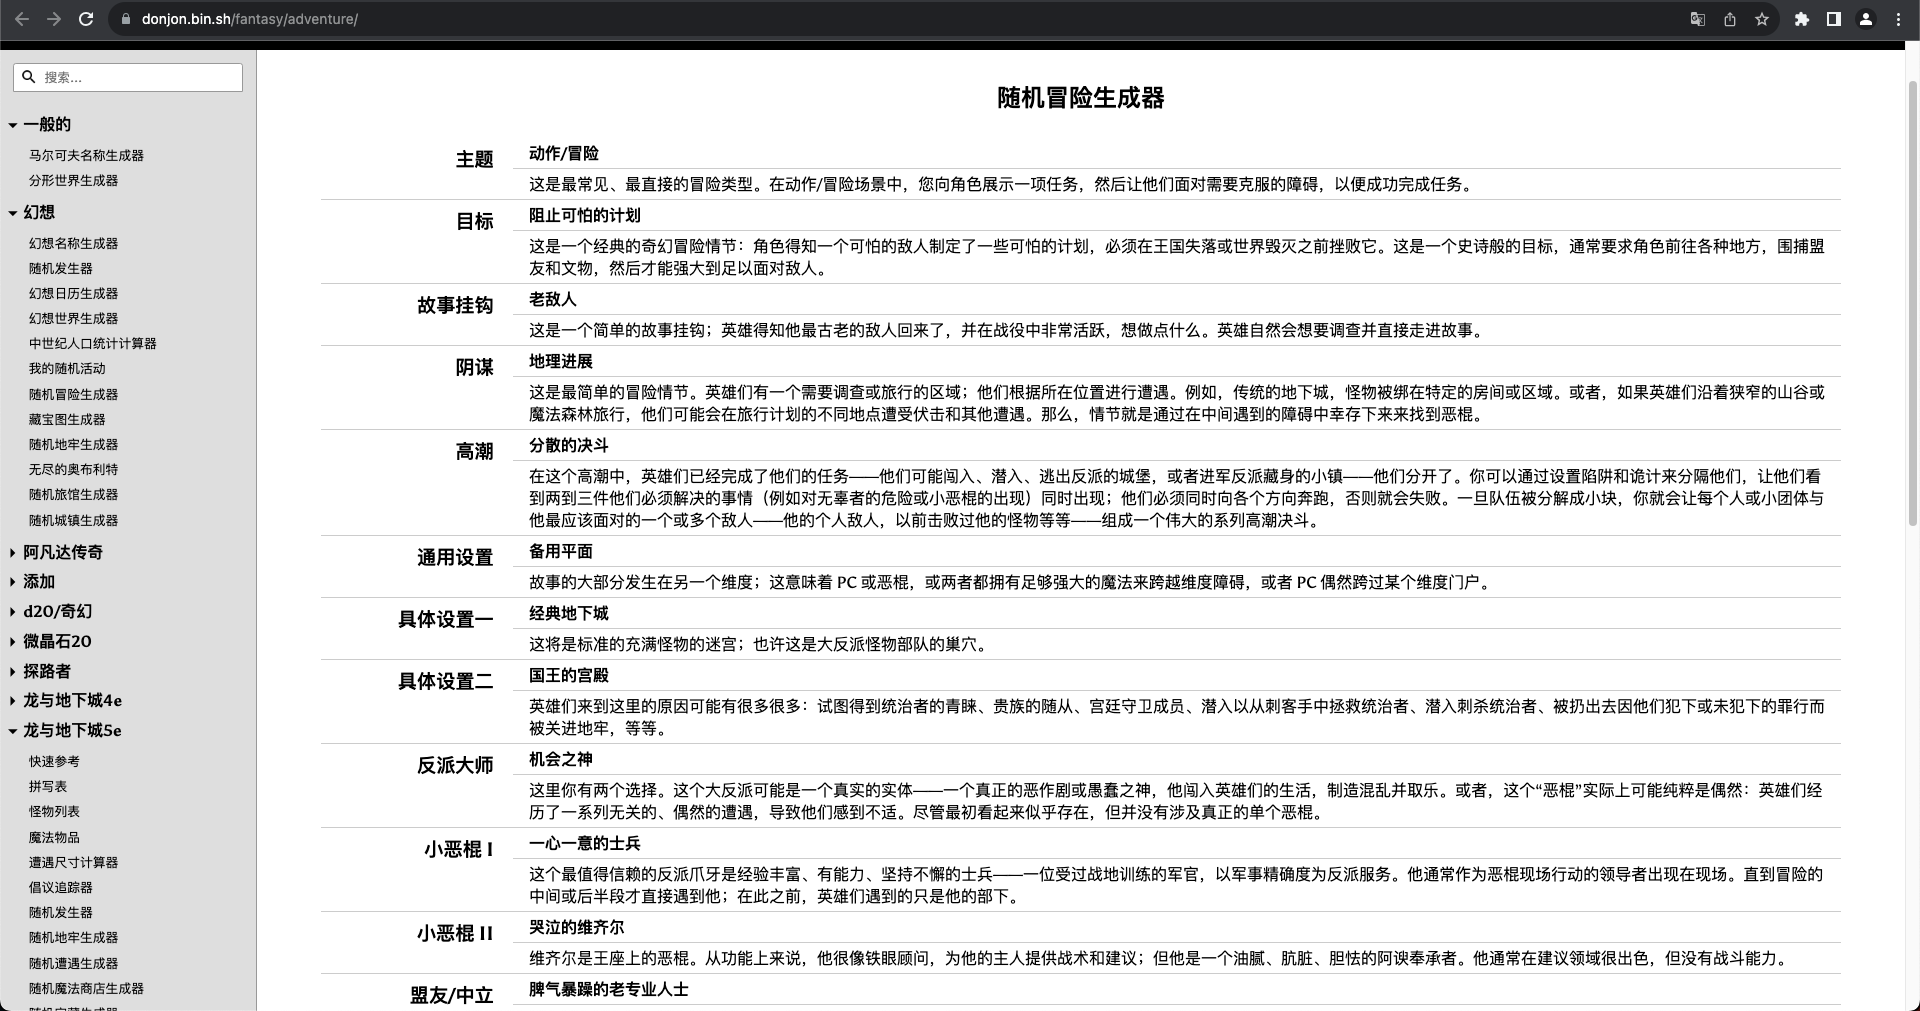 donjon.bin.sh/fantasy/adventure/
搜索...
一般的
马尔可夫名称生成器
分形世界生成器
幻想
幻想名称生成器
随机发生器
幻想日历生成器
幻想世界生成器
中世纪人口统计计算器
我的随机活动
随机冒险生成器
藏宝图生成器
随机地牢生成器
无尽的奥布利特
随机旅馆生成器
随机城镇生成器
阿凡达传奇
添加
d20/奇幻
微晶石20
探路者
龙与地下城4e
龙与地下城5e
快速参考
拼写表
怪物列表
魔法物品
遭遇尺寸计算器
倡议追踪器
随机发生器
随机地牢生成器
随机遭遇生成器
随机魔法商店生成器
随机冒险生成器
主题
动作/冒险
这是最常见、最直接的冒险类型。在动作/冒险场景中，您向角色展示一项任务，然后让他们面对需要克服的障碍，以便成功完成任务。
目标
阻止可怕的计划
这是一个经典的奇幻冒险情节：角色得知一个可怕的敌人制定了一些可怕的计划，必须在王国失落或世界毁灭之前挫败它。这是一个史诗般的目标，通常要求角色前往各种地方，围捕盟
友和文物，然后才能强大到足以面对敌人。
故事挂钩
老敌人
这是一个简单的故事挂钩；英雄得知他最古老的敌人回来了，并在战役中非常活跃，想做点什么。英雄自然会想要调查并直接走进故事。
阴谋
地理进展
这是最简单的冒险情节。英雄们有一个需要调查或旅行的区域；他们根据所在位置进行遭遇。例如，传统的地下城，怪物被绑在特定的房间或区域。或者，如果英雄们沿着狭窄的山谷或
魔法森林旅行，他们可能会在旅行计划的不同地点遭受伏击和其他遭遇。那么，情节就是通过在中间遇到的障碍中幸存下来来找到恶棍。
高潮
分散的决斗
在这个高潮中，英雄们已经完成了他们的任务——他们可能闯入、潜入、逃出反派的城堡，或者进军反派藏身的小镇——他们分开了。你可以通过设置陷阱和诡计来分隔他们，让他们看
到两到三件他们必须解决的事情（例如对无辜者的危险或小恶棍的出现）同时出现；他们必须同时向各个方向奔跑，否则就会失败。一旦队伍被分解成小块，你就会让每个人或小团体与
他最应该面对的一个或多个敌人——他的个人敌人，以前击败过他的怪物等等——组成一个伟大的系列高潮决斗。
通用设置
备用平面
故事的大部分发生在另一个维度；这意味着 PC 或恶棍，或两者都拥有足够强大的魔法来跨越维度障碍，或者 PC 偶然跨过某个维度门户。
具体设置一
经典地下城
这将是标准的充满怪物的迷宫；也许这是大反派怪物部队的巢穴。
具体设置二
国王的宫殿
英雄们来到这里的原因可能有很多很多：试图得到统治者的青睐、贵族的随从、宫廷守卫成员、潜入以从刺客手中拯救统治者、潜入刺杀统治者、被扔出去因他们犯下或未犯下的罪行而
被关进地牢，等等。
反派大师
机会之神
这里你有两个选择。这个大反派可能是一个真实的实体——一个真正的恶作剧或愚蠢之神，他闯入英雄们的生活，制造混乱并取乐。或者，这个“恶棍”实际上可能纯粹是偶然：英雄们经
历了一系列无关的、偶然的遭遇，导致他们感到不适。尽管最初看起来似乎存在，但并没有涉及真正的单个恶棍。
小恶棍 I
一心一意的士兵
这个最值得信赖的反派爪牙是经验丰富、有能力、坚持不懈的士兵——一位受过战地训练的军官，以军事精确度为反派服务。他通常作为恶棍现场行动的领导者出现在现场。直到冒险的
中间或后半段才直接遇到他；在此之前，英雄们遇到的只是他的部下。
小恶棍 II
哭泣的维齐尔
维齐尔是王座上的恶棍。从功能上来说，他很像铁眼顾问，为他的主人提供战术和建议；但他是一个油腻、肮脏、胆怯的阿谀奉承者。他通常在建议领域很出色，但没有战斗能力。
盟友/中立
脾气暴躁的老专业人士